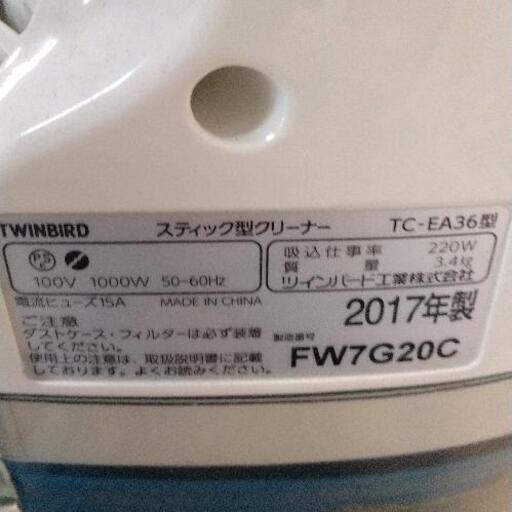 TWINBIRD スティック型クリーナー TC-EA36型
PSE 100V 1000W 50-60Hz
吸込仕事率 220W
質量 3.4kg
ツインバード工業株式会社
電流ヒューズ15A MADE IN CHINA
2017年製
ご注意
ダストケース・フィルターは必ず装着
してください。
使用上の注意は、取扱説明書に記載
しております。よくお読みください。
製造番号 FW7G20C